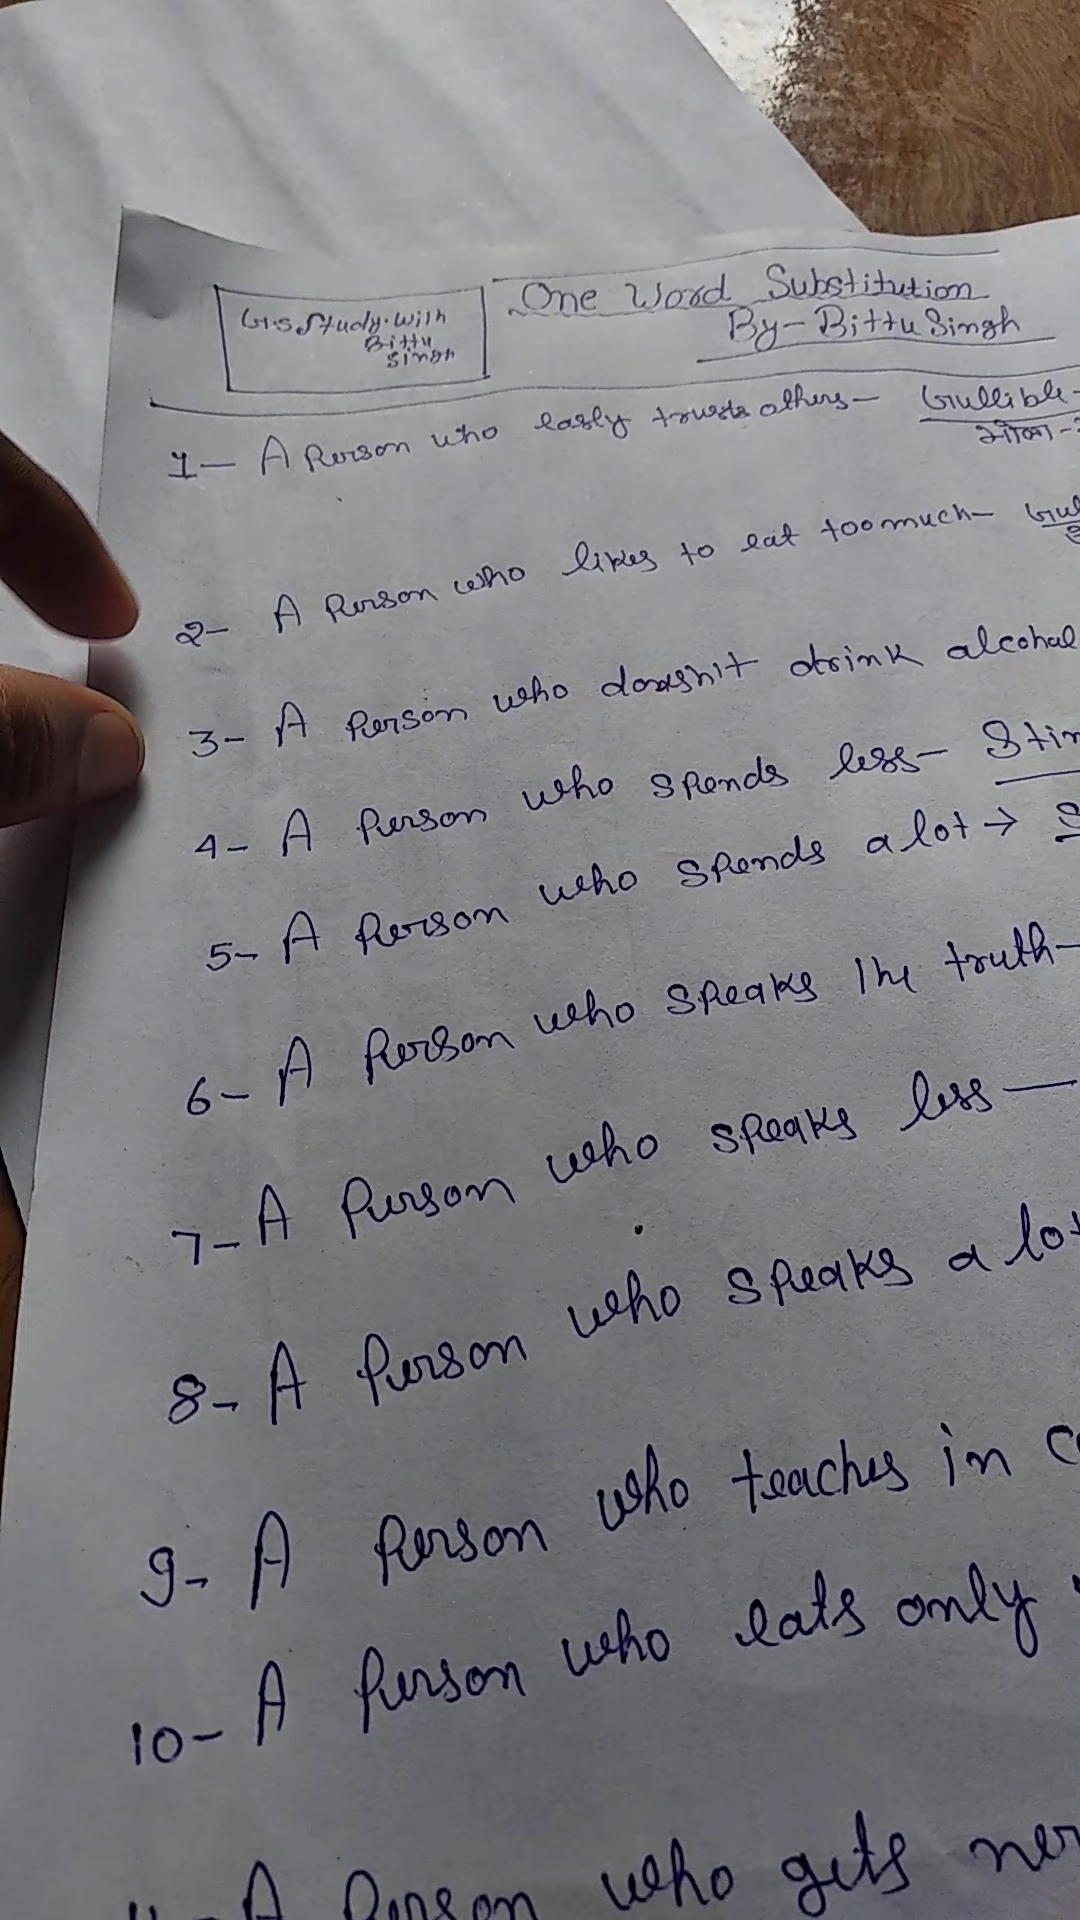 G.S Study. With
Bittu
Singh
One Word Substitution
By- Bittu Singh
1- A Person who easly trusts others- Gullible-
2- A Person who likes to eat too much-
3- A Person who doesn't drink alcohal
4- A Person who spends less-
5- A Person who spends a lot →
6- A Person who speaks the truth-
7- A Person who speaks less-
8- A Person who speaks a lot
9- A Person who teaches in
10- A Person who eats only
A Person who gets